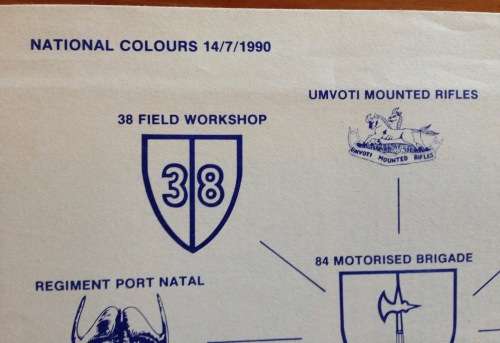 NATIONAL COLOURS 14/7/1990
UMVOTI MOUNTED RIFLES
38 FIELD WORKSHOP
UMVOTI MOUNTED RIFLES
38
84 MOTORISED BRIGADE
REGIMENT PORT NATAL